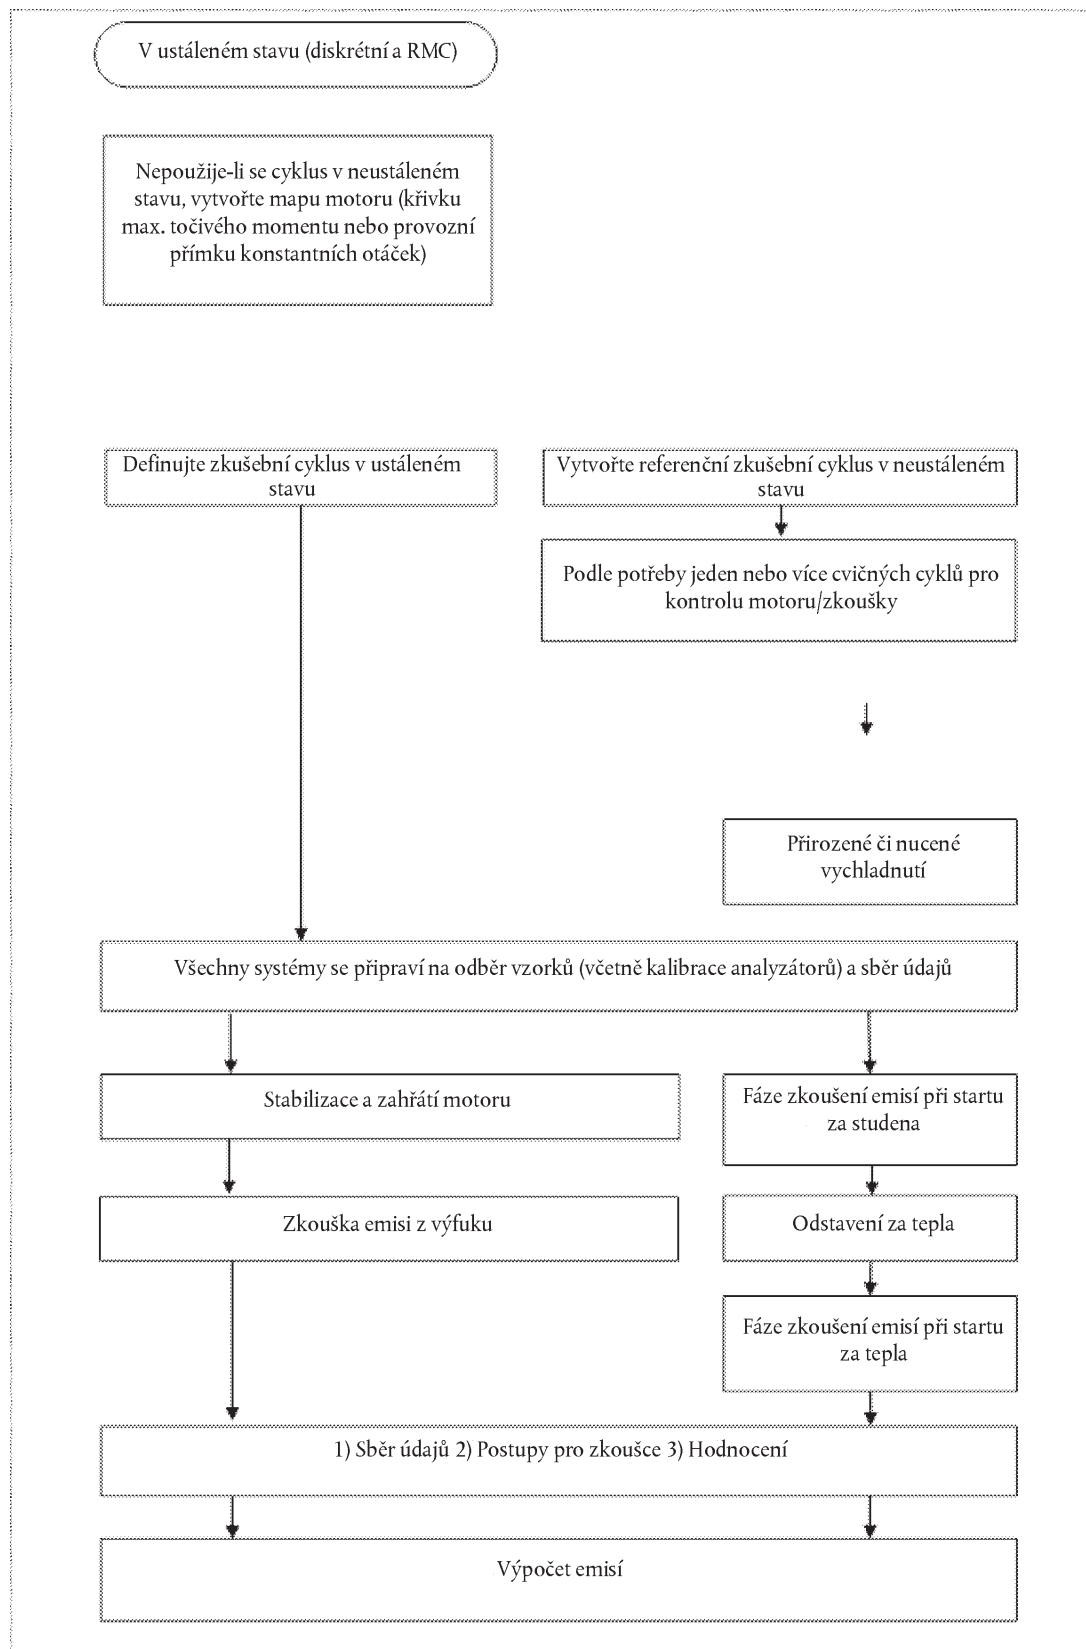 V ustáleném stavu (diskrétní a RMC)
Nepoužije-li se cyklus v neustáleném
stavu, vytvořte mapu motoru (křivku
max. točivého momentu nebo provozní
přímku konstantních otáček)
Definujte zkušební cyklus v ustáleném
stavu
Vytvořte referenční zkušební cyklus v neustáleném
stavu
Podle potřeby jeden nebo více cvičných cyklů pro
kontrolu motoru/zkoušky
Přirozené či nucené
vychladnutí
Všechny systémy se připraví na odběr vzorků (včetně kalibrace analyzátorů) a sběr údajů
Stabilizace a zahřátí motoru
Fáze zkoušení emisí při startu
za studena
Zkouška emisi z výfuku
Odstavení za tepla
Fáze zkoušení emisí při startu
za tepla
1) Sběr údajů 2) Postupy pro zkoušce 3) Hodnocení
Výpočet emisí